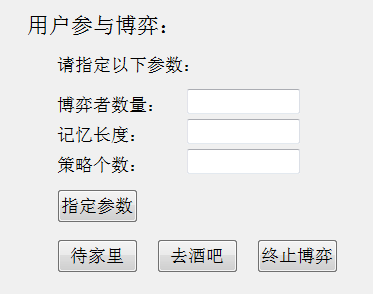 用户参与博弈：
请指定以下参数：
博弈者数量：
记忆长度：
策略个数：
指定参数
待家里 去酒吧 终止博弈